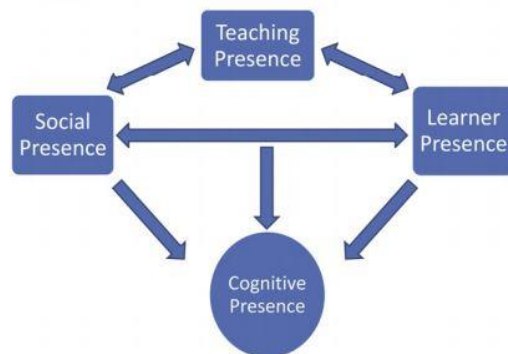 Teaching
Presence
Social
Presence
Learner
Presence
Cognitive
Presence